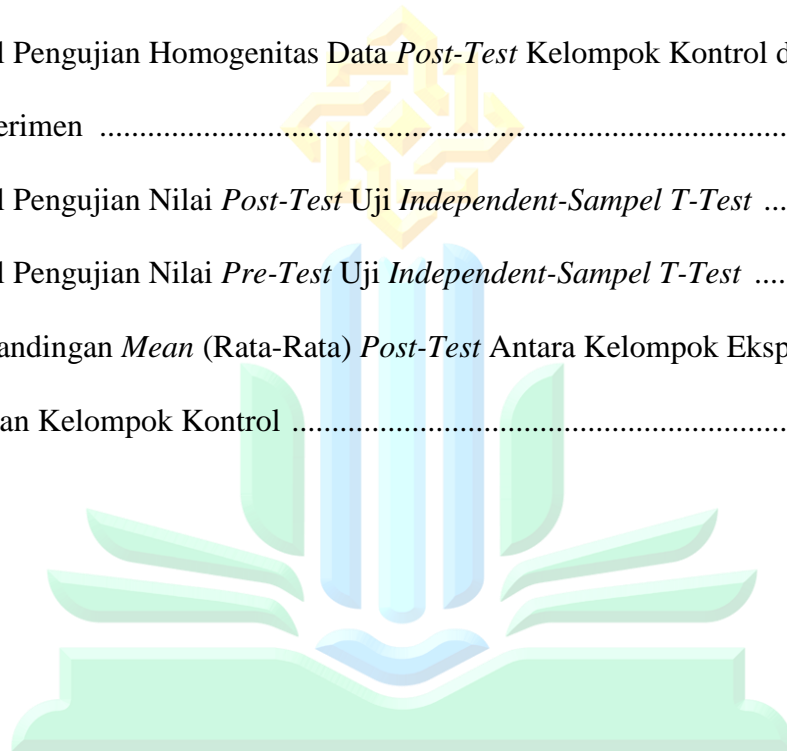 l Pengujian Homogenitas Data Post-Test Kelompok Kontrol d
erimen ....................................................................................................
l Pengujian Nilai Post-Test Uji Independent-Sampel T-Test ...
l Pengujian Nilai Pre-Test Uji Independent-Sampel T-Test ....
andingan Mean (Rata-Rata) Post-Test Antara Kelompok Eksp
an Kelompok Kontrol ........................................................................